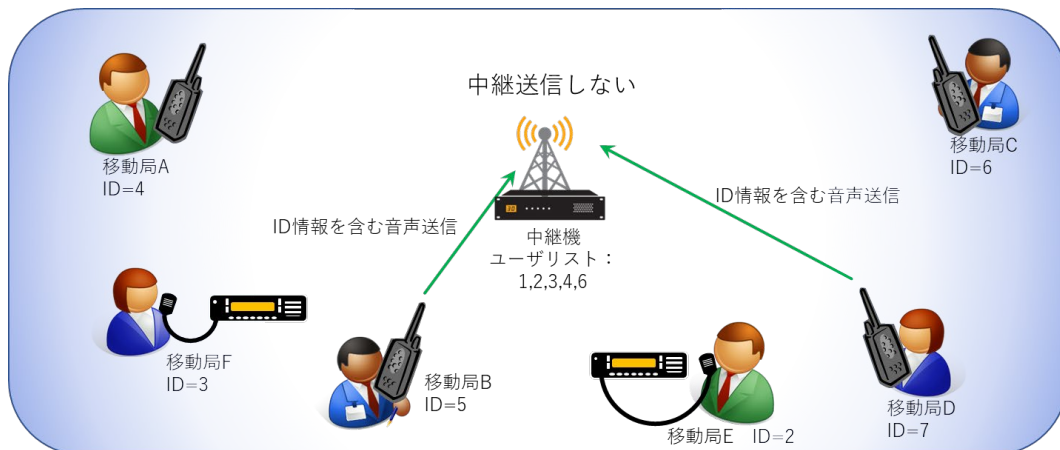 中継送信しない
移動局A
ID=4
移動局C
ID=6
ID情報を含む音声送信
ID情報を含む音声送信
中継機
ユーザリスト：
1,2,3,4,6
移動局F
ID=3
移動局B
ID=5
移動局E ID=2
移動局D
ID=7